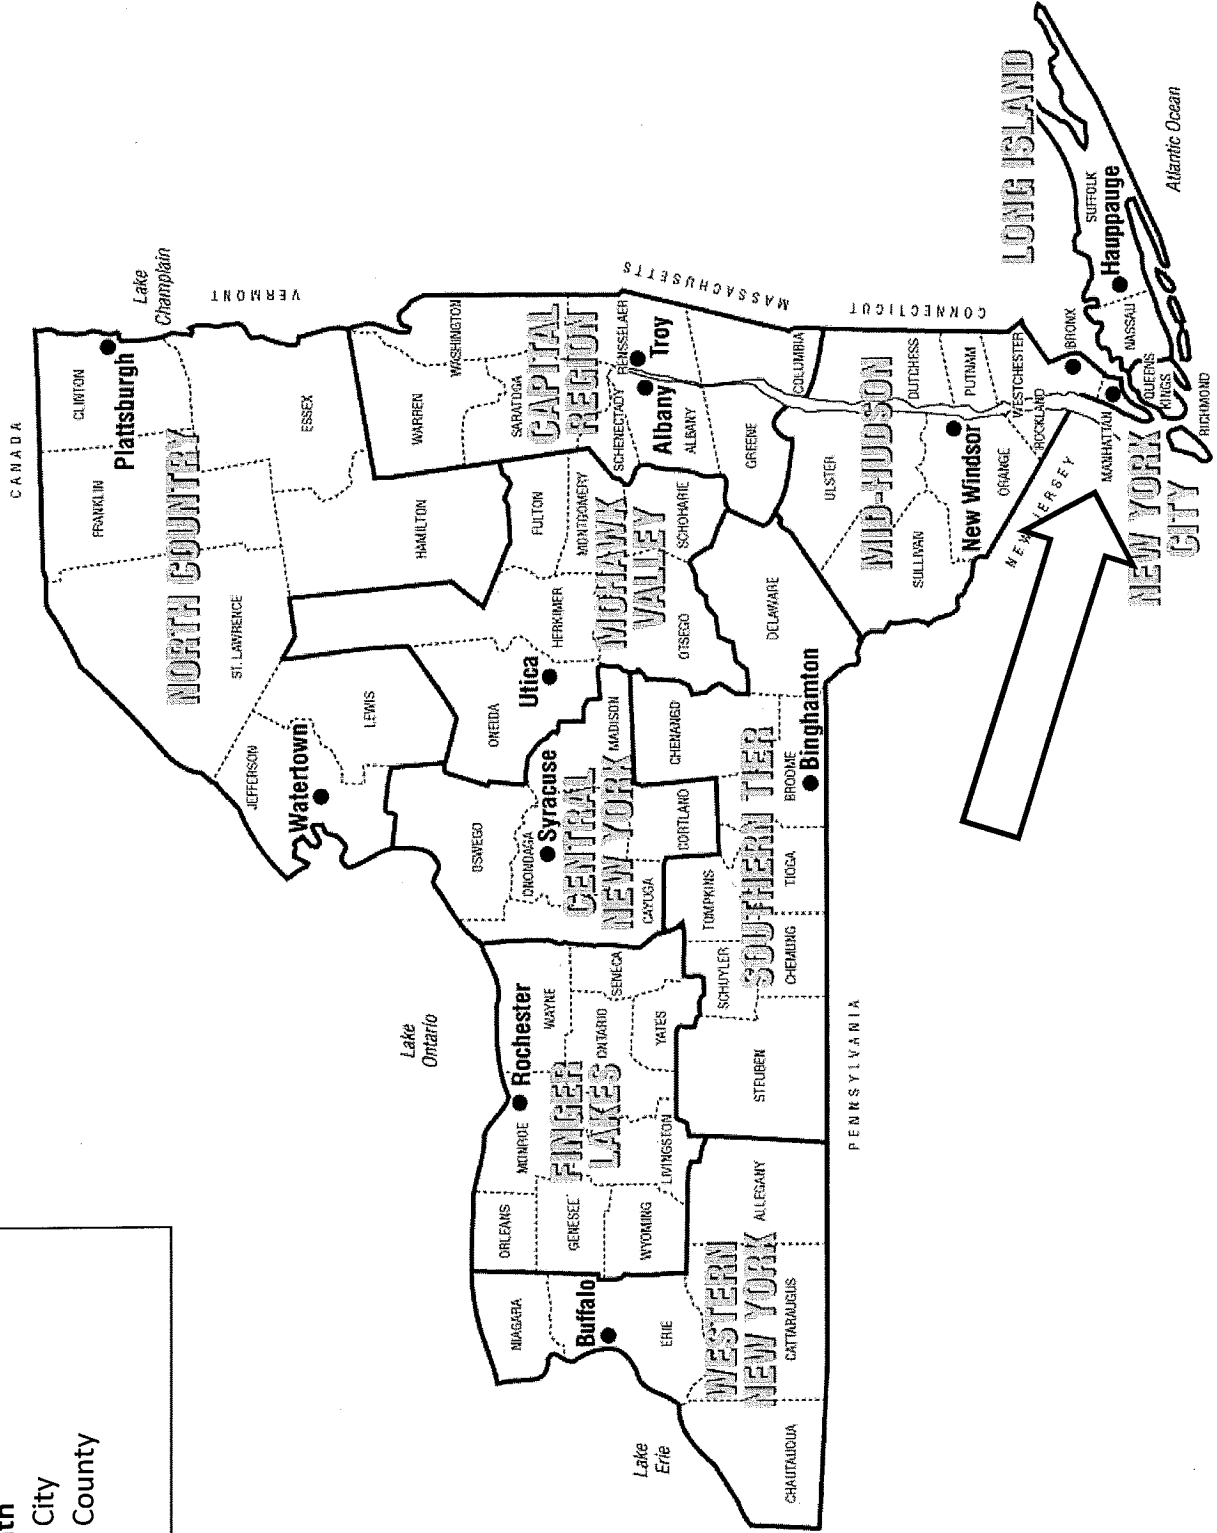 th
City
County
CANADA
Lake
Champlain
VERMONT
MASSACHUSETTS
CONNECTICUT
NEW JERSEY
PENNSYLVANIA
Lake
Ontario
Lake
Erie
Atlantic Ocean
NORTH COUNTRY
CLINTON
Plattsburgh
FRANKLIN
ESSEX
ST. LAWRENCE
HAMILTON
JEFFERSON
LEWIS
Watertown
CAPITAL
REGION
WASHINGTON
WARREN
SARATOGA
SCHENECTADY
RENSSELAER
Troy
Albany
ALBANY
GREENE
COLUMBIA
MOHAWK
VALLEY
FULTON
MONTGOMERY
SCHOHARIE
HERKIMER
OTSEGO
ONEIDA
Utica
CENTRAL
NEW YORK
OSWEGO
ONONDAGA
Syracuse
MADISON
CAYUGA
CORTLAND
SOUTHERN TIER
CHENANGO
DELAWARE
BROOME
Binghamton
TIOGA
TOMPKINS
CHEMUNG
SCHUYLER
STEUBEN
FINGER
LAKES
Rochester
WAYNE
SENECA
ONTARIO
YATES
MONROE
LIVINGSTON
ORLEANS
GENESEE
WYOMING
WESTERN
NEW YORK
NIAGARA
Buffalo
ERIE
ALLEGANY
CATTARAUGUS
CHAUTAUQUA
MID-HUDSON
ULSTER
SULLIVAN
DUTCHESS
PUTNAM
ORANGE
New Windsor
WESTCHESTER
ROCKLAND
NEW YORK
CITY
BRONX
MANHATTAN
QUEENS
KINGS
RICHMOND
LONG ISLAND
NASSAU
SUFFOLK
Hauppauge